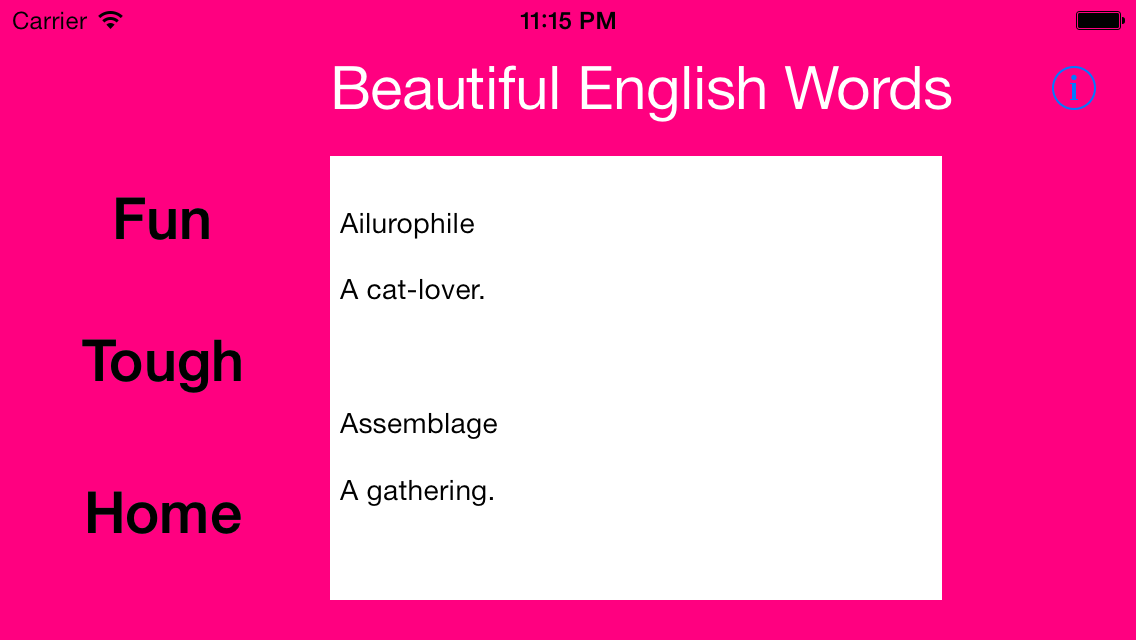 Carrier 11:15 PM
Beautiful English Words
Fun
Tough
Home
Ailurophile
A cat-lover.
Assemblage
A gathering.